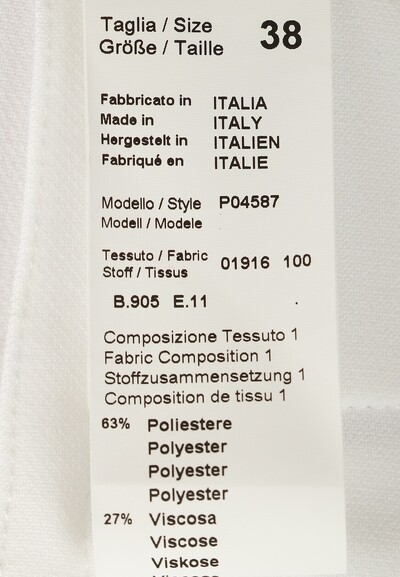 Taglia / Size 38
Größe / Taille
Fabbricato in ITALIA
Made in ITALY
Hergestelt in ITALIEN
Fabriqué en ITALIE
Modello / Style P04587
Modell / Modele
Tessuto / Fabric 01916 100
Stoff / Tissus
B.905 E.11
Composizione Tessuto 1
Fabric Composition 1
Stoffzusammensetzung 1
Composition de tissu 1
63% Poliestere
Polyester
Polyester
Polyester
27% Viscosa
Viscose
Viskose